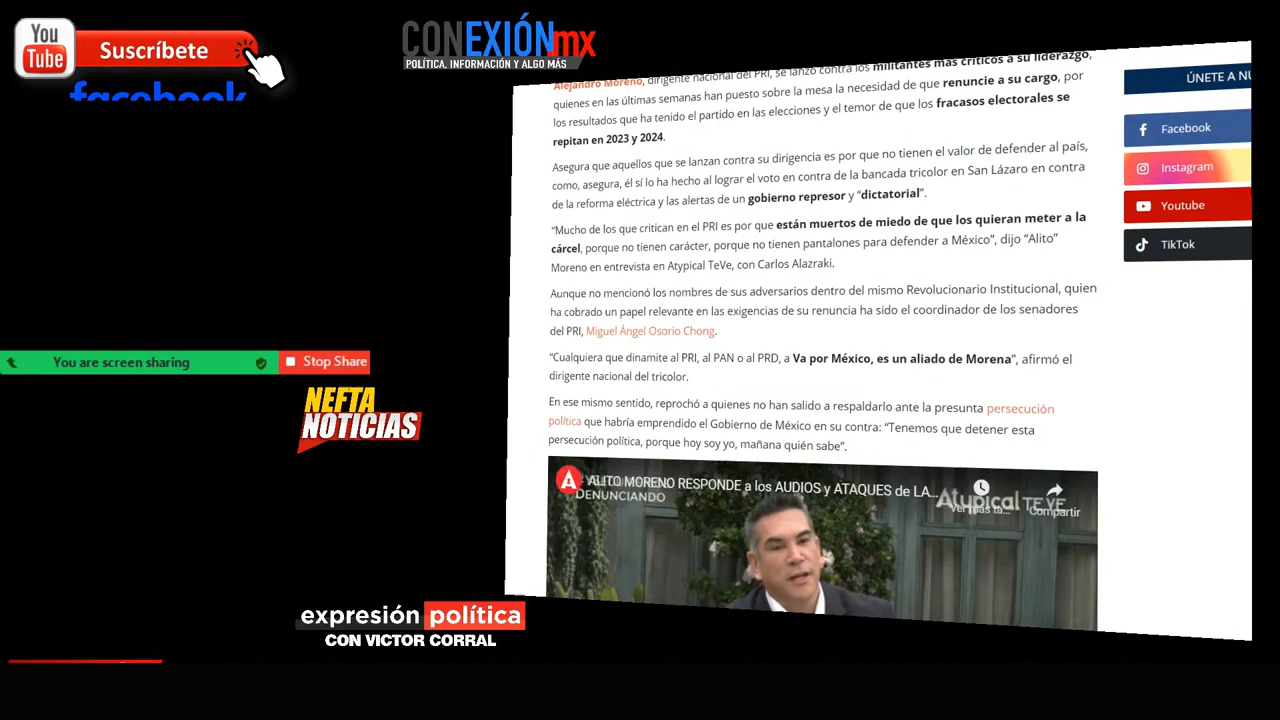 You
Tube
Suscríbete
facebook
CONEXIÓNmx
POLÍTICA, INFORMACIÓN Y ALGO MÁS
Alejandro Moreno, dirigente nacional del PRI, se lanzó contra los militantes más críticos a su liderazgo,
quienes en las últimas semanas han puesto sobre la mesa la necesidad de que renuncie a su cargo, por
los resultados que ha tenido el partido en las elecciones y el temor de que los fracasos electorales se
repitan en 2023 y 2024.
Asegura que aquellos que se lanzan contra su dirigencia es por que no tienen el valor de defender al país,
como, asegura, él sí lo ha hecho al lograr el voto en contra de la bancada tricolor en San Lázaro en contra
de la reforma eléctrica y las alertas de un gobierno represor y “dictatorial”.
“Mucho de los que critican en el PRI es por que están muertos de miedo de que los quieran meter a la
cárcel, porque no tienen carácter, porque no tienen pantalones para defender a México”, dijo “Alito”
Moreno en entrevista en Atypical TeVe, con Carlos Alazraki.
Aunque no mencionó los nombres de sus adversarios dentro del mismo Revolucionario Institucional, quien
ha cobrado un papel relevante en las exigencias de su renuncia ha sido el coordinador de los senadores
del PRI, Miguel Ángel Osorio Chong.
“Cualquiera que dinamite al PRI, al PAN o al PRD, a Va por México, es un aliado de Morena”, afirmó el
dirigente nacional del tricolor.
En ese mismo sentido, reprochó a quienes no han salido a respaldarlo ante la presunta persecución
política que habría emprendido el Gobierno de México en su contra: “Tenemos que detener esta
persecución política, porque hoy soy yo, mañana quién sabe”.
A ALITO MORENO RESPONDE a los AUDIOS y ATAQUES de LA...
DENUNCIANDO
Atypical TEVE
Ver más ta...
Compartir
ÚNETE A NU
Facebook
Instagram
Youtube
TikTok
You are screen sharing
Stop Share
NEFTA
NOTICIAS
expresión política
CON VICTOR CORRAL